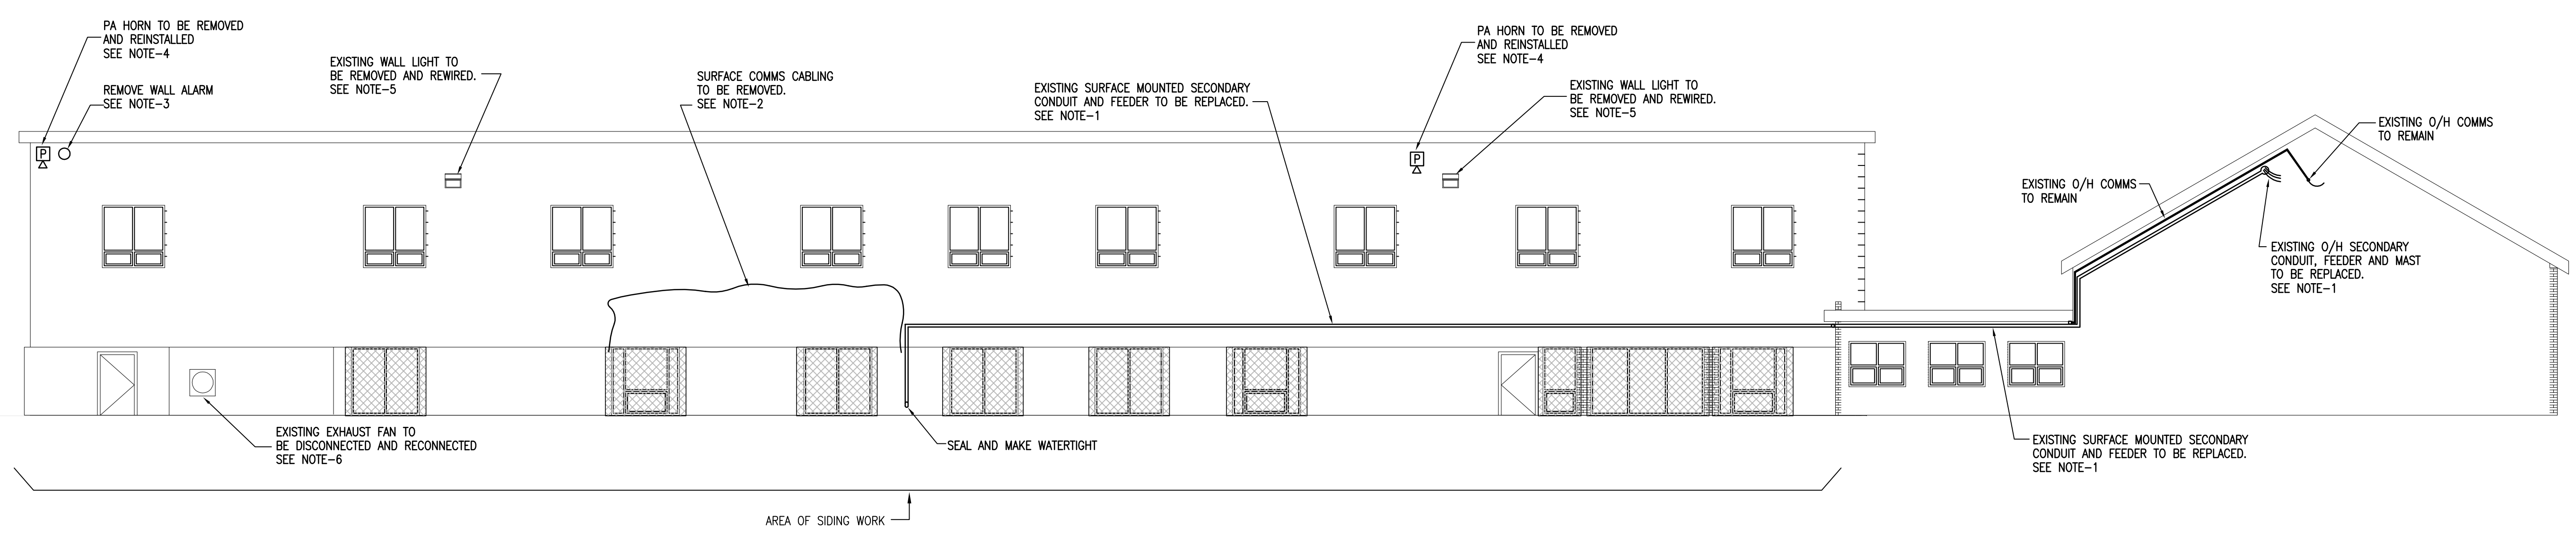 PA HORN TO BE REMOVED
AND REINSTALLED
SEE NOTE-4
REMOVE WALL ALARM
SEE NOTE-3
EXISTING WALL LIGHT TO
BE REMOVED AND REWIRED.
SEE NOTE-5
SURFACE COMMS CABLING
TO BE REMOVED.
SEE NOTE-2
EXISTING SURFACE MOUNTED SECONDARY
CONDUIT AND FEEDER TO BE REPLACED.
SEE NOTE-1
PA HORN TO BE REMOVED
AND REINSTALLED
SEE NOTE-4
EXISTING WALL LIGHT TO
BE REMOVED AND REWIRED.
SEE NOTE-5
EXISTING O/H COMMS
TO REMAIN
EXISTING O/H COMMS
TO REMAIN
EXISTING O/H SECONDARY
CONDUIT, FEEDER AND MAST
TO BE REPLACED.
SEE NOTE-1
P
P
EXISTING EXHAUST FAN TO
BE DISCONNECTED AND RECONNECTED
SEE NOTE-6
SEAL AND MAKE WATERTIGHT
EXISTING SURFACE MOUNTED SECONDARY
CONDUIT AND FEEDER TO BE REPLACED.
SEE NOTE-1
AREA OF SIDING WORK